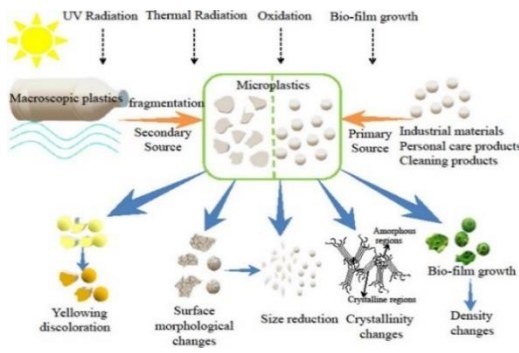 UV Radiation
Thermal Radiation
Oxidation
Bio-film growth
Macroscopic plastics
fragmentation
Secondary
Source
Microplastics
Primary
Source
Industrial materials
Personal care products
Cleaning products
Yellowing
discoloration
Surface
morphological
changes
Size reduction
Amorphous
regions
Crystalline regions
Crystallinity
changes
Bio-film growth
Density
changes